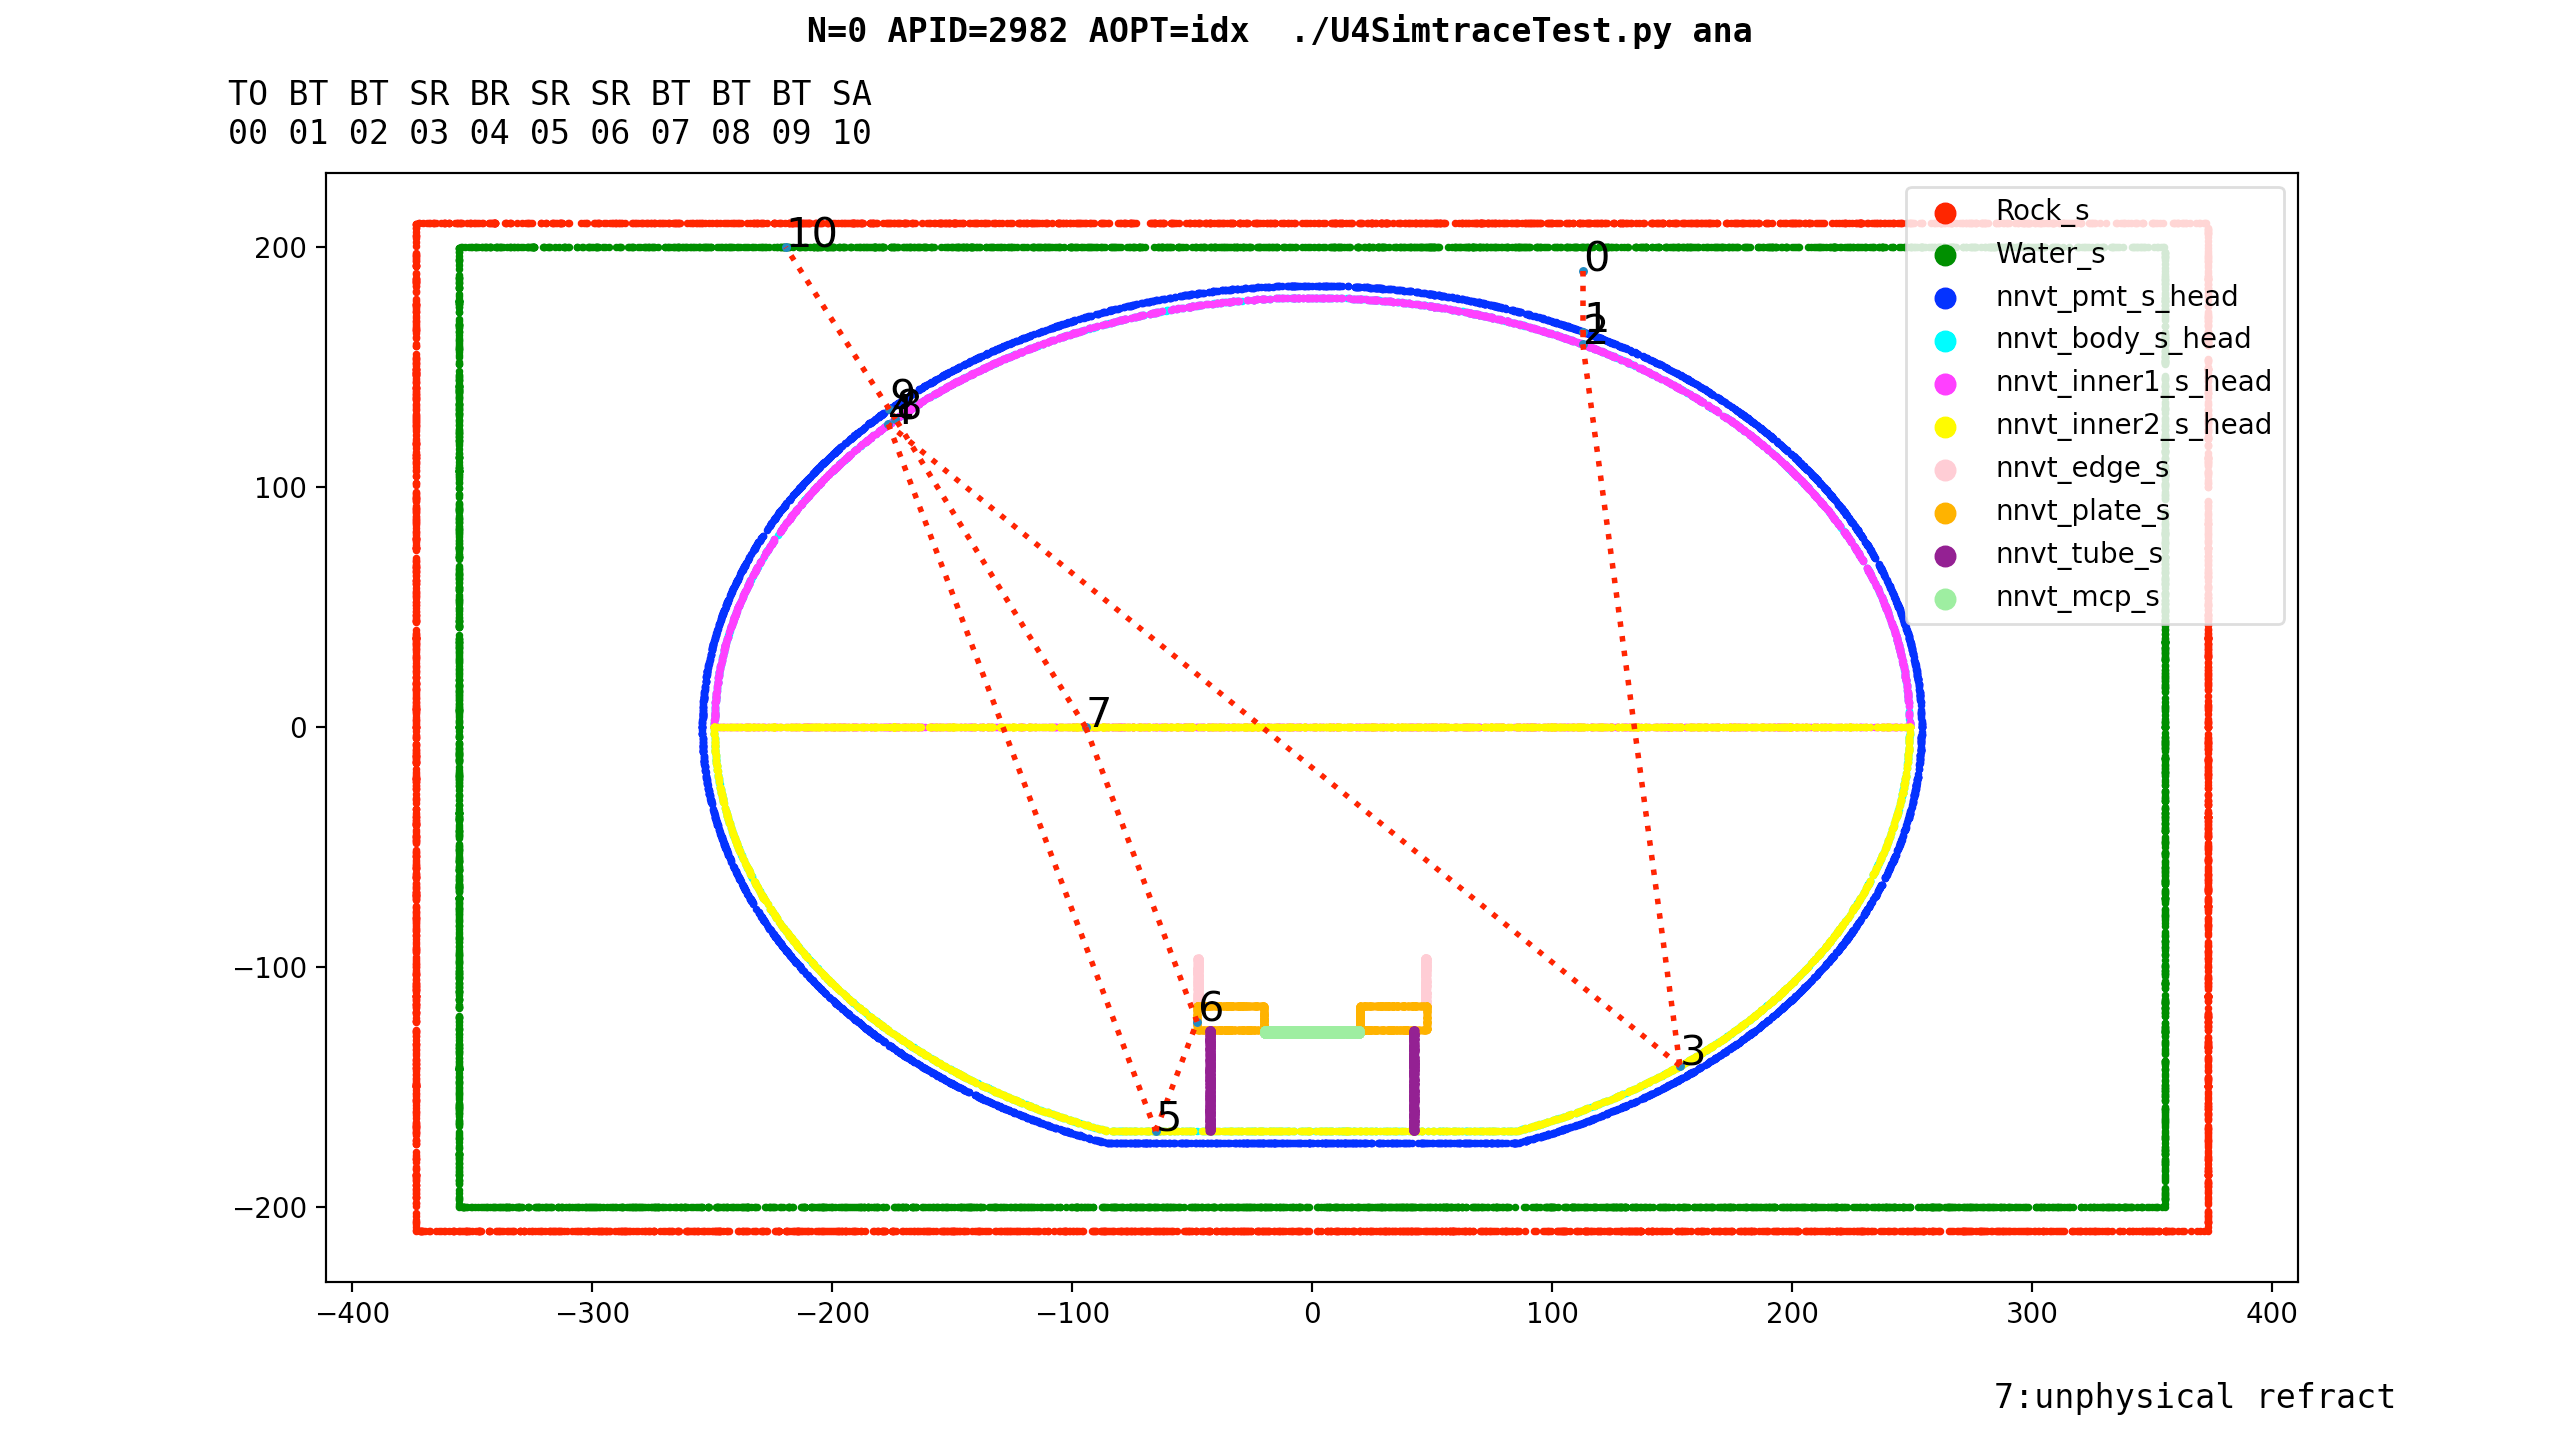 N=0 APID=2982 AOPT=idx  ./U4SimtraceTest.py ana
TO BT BT SR BR SR SR BT BT BT SA
00 01 02 03 04 05 06 07 08 09 10
Rock_s
Water_s
nnvt_pmt_s_head
nnvt_body_s_head
nnvt_inner1_s_head
nnvt_inner2_s_head
nnvt_edge_s
nnvt_plate_s
nnvt_tube_s
nnvt_mcp_s
10
0
1
2
9
8
4
7
6
3
5
200
100
0
−100
−200
−400
−300
−200
−100
0
100
200
300
400
7:unphysical refract